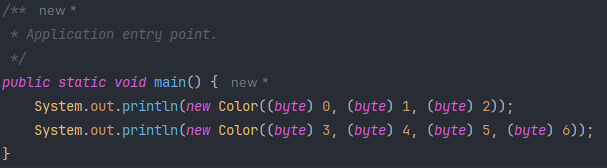 /** new *
 * Application entry point.
 */
public static void main() { new *
    System.out.println(new Color((byte) 0, (byte) 1, (byte) 2));
    System.out.println(new Color((byte) 3, (byte) 4, (byte) 5, (byte) 6));
}